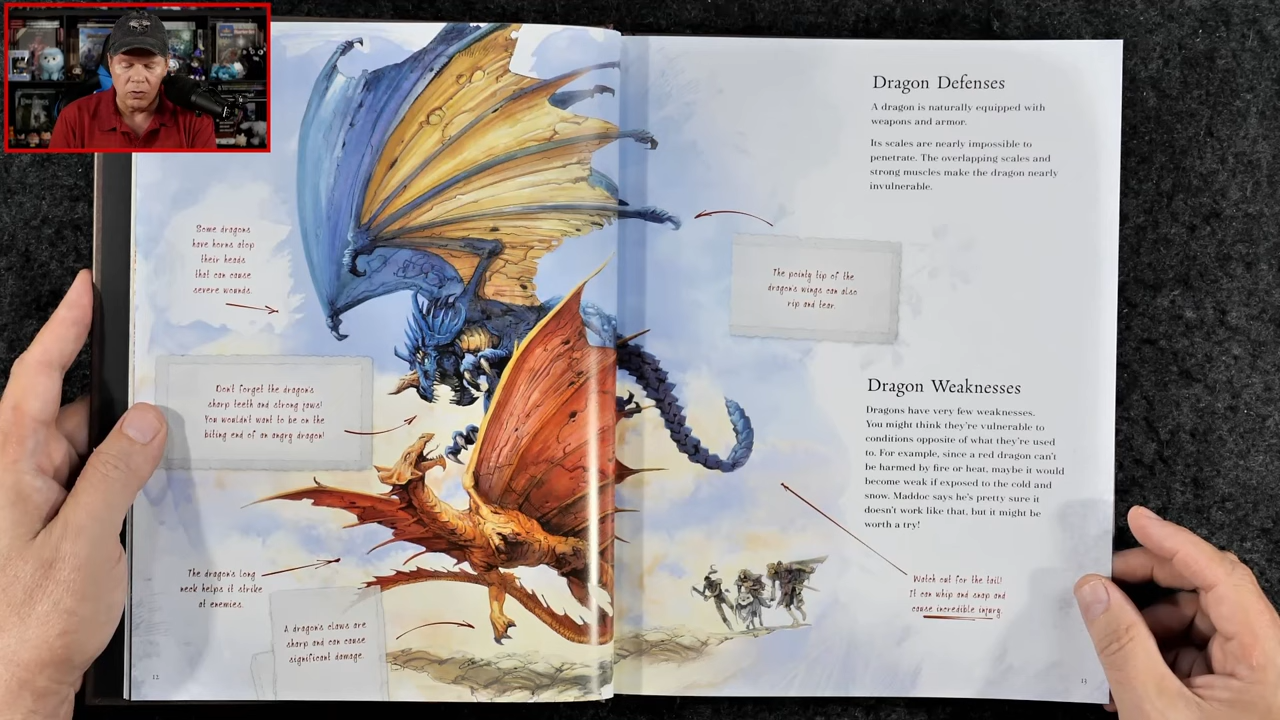 Some dragons
have horns atop
their heads
that can cause
severe wounds.
Don't forget the dragon's
sharp teeth and strong jaws!
You wouldn't want to be on the
biting end of an angry dragon!
The dragon's long
neck helps it strike
at enemies.
A dragon's claws are
sharp and can cause
significant damage.
12
Dragon Defenses
A dragon is naturally equipped with
weapons and armor.
Its scales are nearly impossible to
penetrate. The overlapping scales and
strong muscles make the dragon nearly
invulnerable.
The pointy tip of the
dragon's wings can also
rip and tear.
Dragon Weaknesses
Dragons have very few weaknesses.
You might think they're vulnerable to
conditions opposite of what they're used
to. For example, since a red dragon can't
be harmed by fire or heat, maybe it would
become weak if exposed to the cold and
snow. Maddoc says he's pretty sure it
doesn't work like that, but it might be
worth a try!
Watch out for the tail!
It can whip and snap and
cause incredible injury.
13